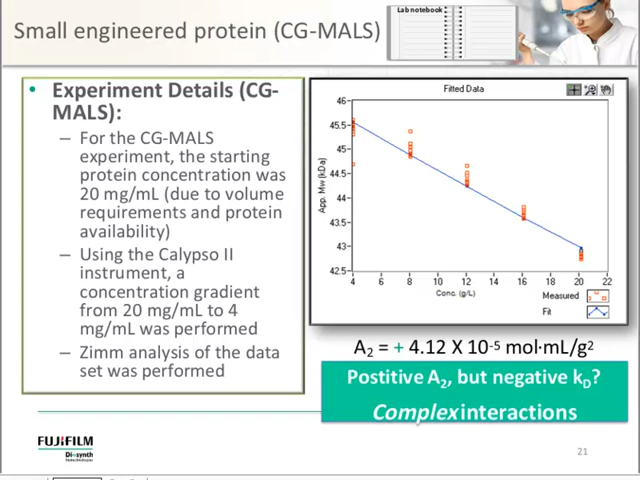 Small engineered protein (CG-MALS)
Lab notebook
• Experiment Details (CG-
MALS):
– For the CG-MALS
experiment, the starting
protein concentration was
20 mg/mL (due to volume
requirements and protein
availability)
– Using the Calypso II
instrument, a
concentration gradient
from 20 mg/mL to 4
mg/mL was performed
– Zimm analysis of the data
set was performed
Fitted Data
App. Mw [kDa]
46
45.5
45
44.5
44
43.5
43
42.5
4 6 8 10 12 14 16 18 20 22
Conc. (g/L)
Measured
Fit
A₂ = + 4.12 X 10⁻⁵ mol·mL/g²
Postitive A₂, but negative k_D?
Complex interactions
FUJIFILM
Diosynth
21